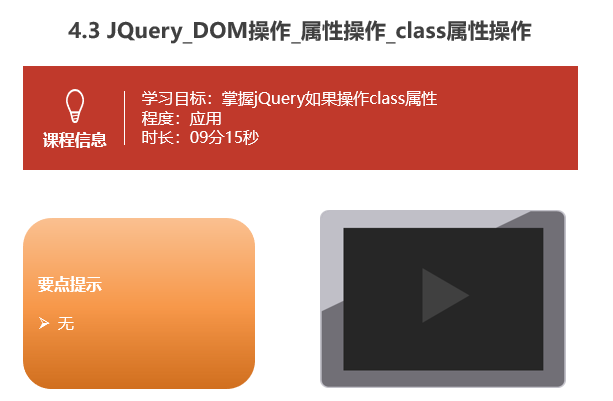 4.3 JQuery_DOM操作_属性操作_class属性操作
课程信息
学习目标：掌握jQuery如果操作class属性
程度：应用
时长：09分15秒
要点提示
➢ 无